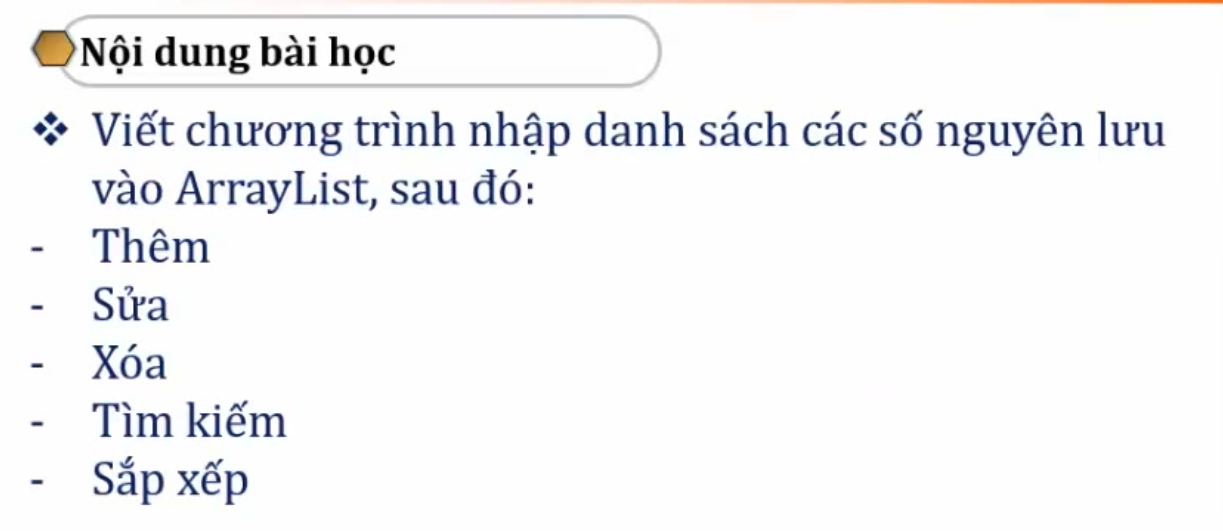 Nội dung bài học
❖ Viết chương trình nhập danh sách các số nguyên lưu
vào ArrayList, sau đó:
- Thêm
- Sửa
- Xóa
- Tìm kiếm
- Sắp xếp